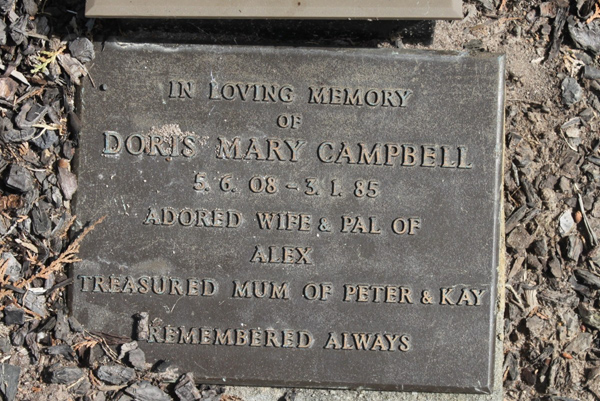 IN LOVING MEMORY
OF
DORIS MARY CAMPBELL
5. 6. 08 – 3. 1. 85
ADORED WIFE & PAL OF
ALEX
TREASURED MUM OF PETER & KAY
REMEMBERED ALWAYS